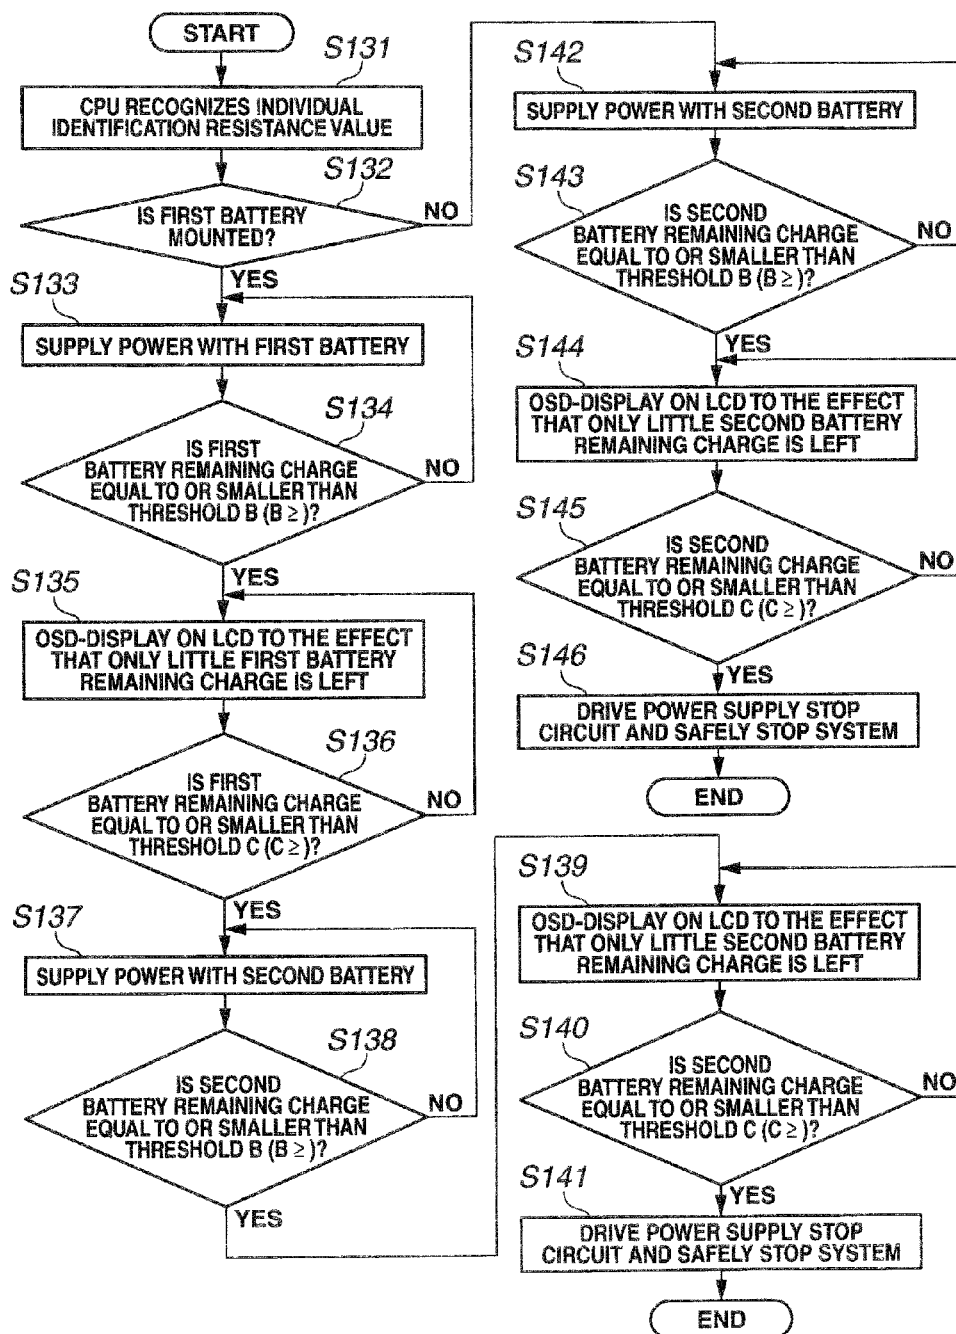 START
S131
CPU RECOGNIZES INDIVIDUAL
IDENTIFICATION RESISTANCE VALUE
S132
IS FIRST BATTERY
MOUNTED?
NO
YES
S133
SUPPLY POWER WITH FIRST BATTERY
S134
IS FIRST
BATTERY REMAINING CHARGE
EQUAL TO OR SMALLER THAN
THRESHOLD B (B ≥)?
NO
YES
S135
OSD-DISPLAY ON LCD TO THE EFFECT
THAT ONLY LITTLE FIRST BATTERY
REMAINING CHARGE IS LEFT
S136
IS FIRST
BATTERY REMAINING CHARGE
EQUAL TO OR SMALLER THAN
THRESHOLD C (C ≥)?
NO
YES
S137
SUPPLY POWER WITH SECOND BATTERY
S138
IS SECOND
BATTERY REMAINING CHARGE
EQUAL TO OR SMALLER THAN
THRESHOLD B (B ≥)?
NO
YES
S142
SUPPLY POWER WITH SECOND BATTERY
S143
IS SECOND
BATTERY REMAINING CHARGE
EQUAL TO OR SMALLER THAN
THRESHOLD B (B ≥)?
NO
YES
S144
OSD-DISPLAY ON LCD TO THE EFFECT
THAT ONLY LITTLE SECOND BATTERY
REMAINING CHARGE IS LEFT
S145
IS SECOND
BATTERY REMAINING CHARGE
EQUAL TO OR SMALLER THAN
THRESHOLD C (C ≥)?
NO
YES
S146
DRIVE POWER SUPPLY STOP
CIRCUIT AND SAFELY STOP SYSTEM
END
S139
OSD-DISPLAY ON LCD TO THE EFFECT
THAT ONLY LITTLE SECOND BATTERY
REMAINING CHARGE IS LEFT
S140
IS SECOND
BATTERY REMAINING CHARGE
EQUAL TO OR SMALLER THAN
THRESHOLD C (C ≥)?
NO
YES
S141
DRIVE POWER SUPPLY STOP
CIRCUIT AND SAFELY STOP SYSTEM
END